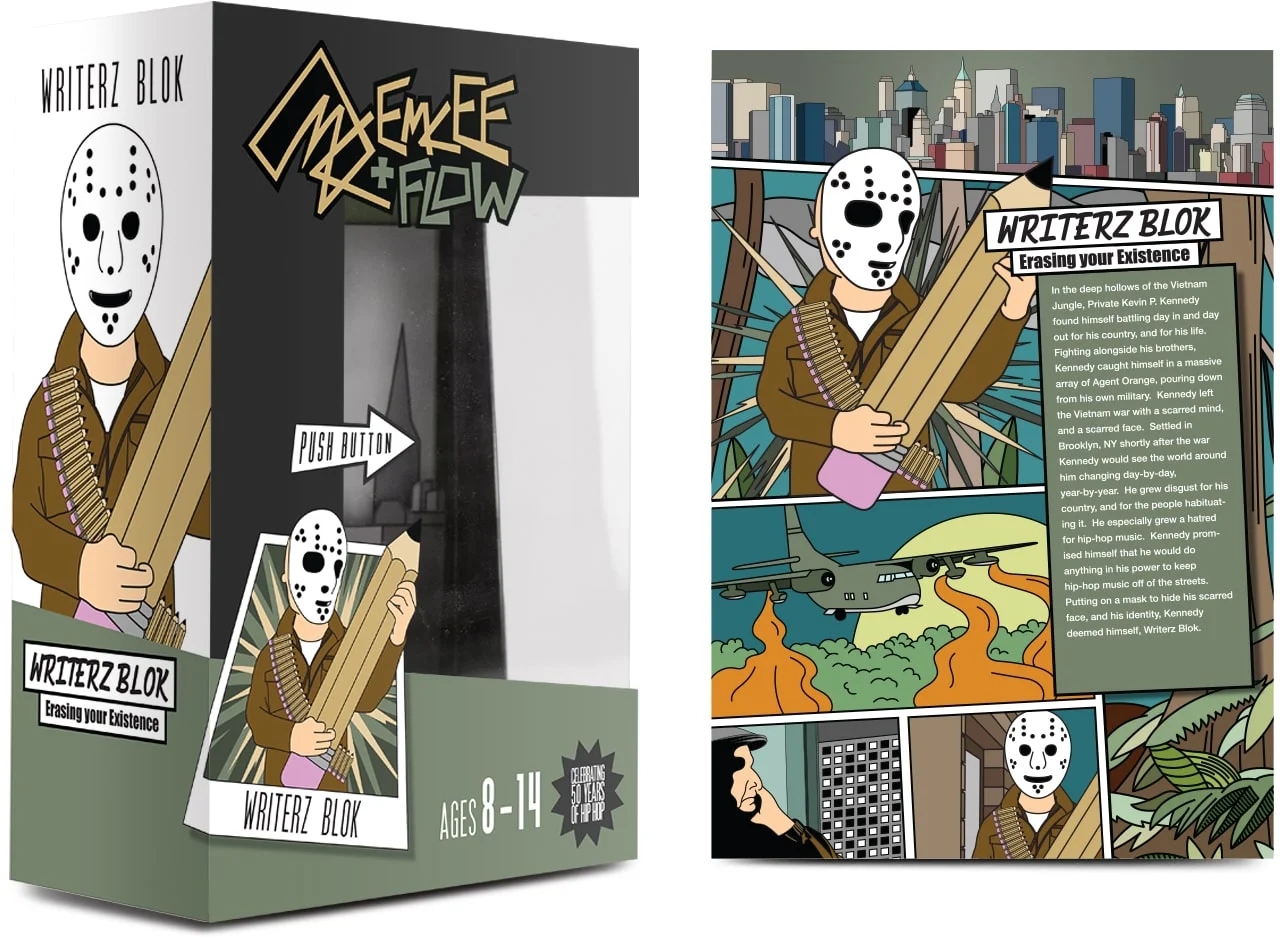 WRITERZ BLOK
WRITERZ BLOK
Erasing your Existence
EMKEE
+FLOW
PUSH BUTTON
WRITERZ BLOK
AGES 8-14
CELEBRATING
50 YEARS
OF HIP HOP
WRITERZ BLOK
Erasing your Existence
In the deep hollows of the Vietnam
Jungle, Private Kevin P. Kennedy
found himself battling day in and day
out for his country, and for his life.
Fighting alongside his brothers,
Kennedy caught himself in a massive
array of Agent Orange, pouring down
from his own military. Kennedy left
the Vietnam war with a scarred mind,
and a scarred face. Settled in
Brooklyn, NY shortly after the war
Kennedy would see the world around
him changing day-by-day,
year-by-year. He grew disgust for his
country, and for the people habituat-
ing it. He especially grew a hatred
for hip-hop music. Kennedy prom-
ised himself that he would do
anything in his power to keep
hip-hop music off of the streets.
Putting on a mask to hide his scarred
face, and his identity, Kennedy
deemed himself, Writerz Blok.